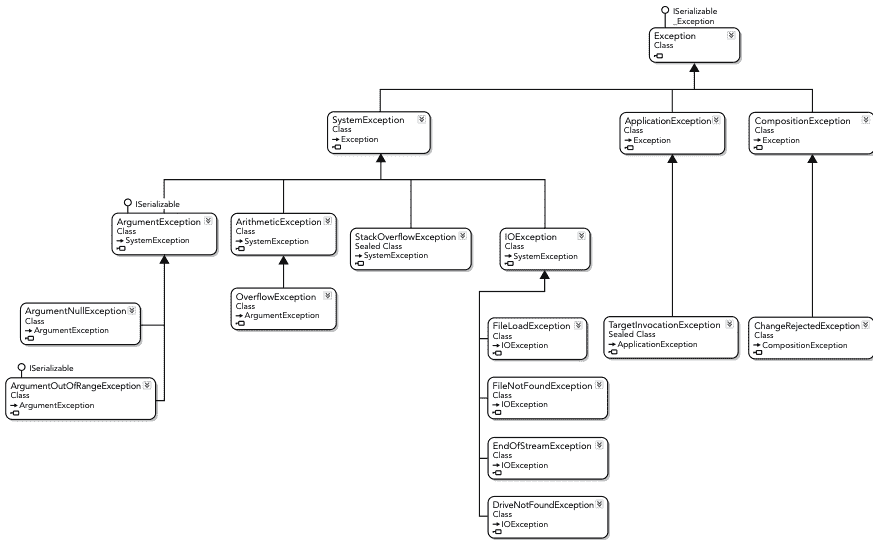 ISerializable
_Exception
Exception
Class
SystemException
Class
Exception
ApplicationException
Class
Exception
CompositionException
Class
Exception
ISerializable
ArgumentException
Class
SystemException
ArithmeticException
Class
SystemException
StackOverflowException
Sealed Class
SystemException
IOException
Class
SystemException
ArgumentNullException
Class
ArgumentException
OverflowException
Class
ArgumentException
FileLoadException
Class
IOException
TargetInvocationException
Sealed Class
ApplicationException
ChangeRejectedException
Class
CompositionException
ISerializable
ArgumentOutOfRangeException
Class
ArgumentException
FileNotFoundException
Class
IOException
EndOfStreamException
Class
IOException
DriveNotFoundException
Class
IOException